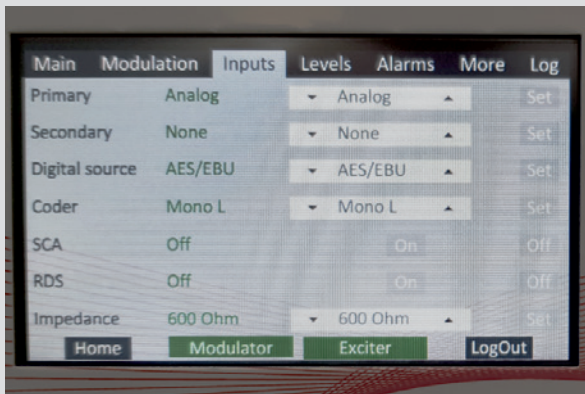 Main Modulation Inputs Levels Alarms More Log
Primary Analog Analog Set
Secondary None None Set
Digital source AES/EBU AES/EBU Set
Coder Mono L Mono L Set
SCA Off On Off
RDS Off On Off
Impedance 600 Ohm 600 Ohm Set
Home Modulator Exciter LogOut